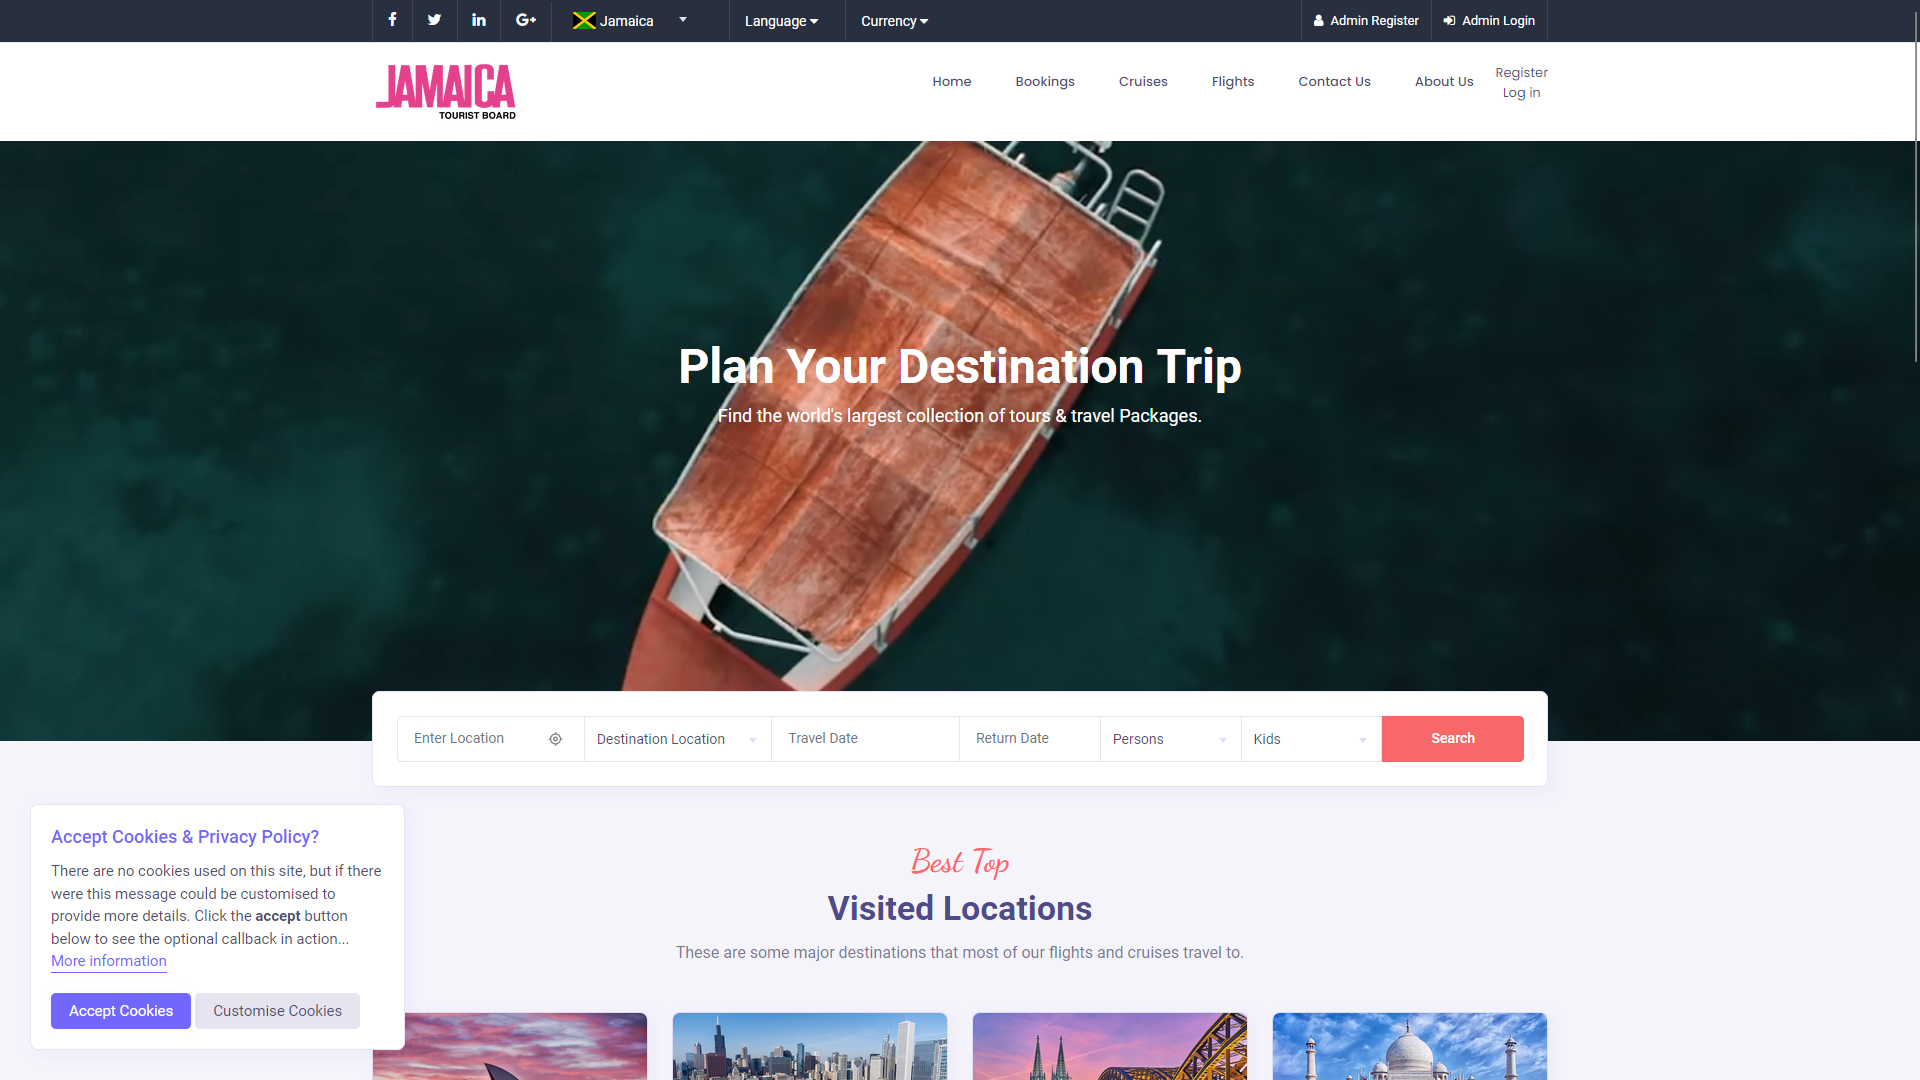 Jamaica
Language
Currency
Admin Register
Admin Login
JAMAICA
TOURIST BOARD
Home
Bookings
Cruises
Flights
Contact Us
About Us
Register
Log in
Plan Your Destination Trip
Find the world's largest collection of tours & travel Packages.
Enter Location
Destination Location
Travel Date
Return Date
Persons
Kids
Search
Accept Cookies & Privacy Policy?
There are no cookies used on this site, but if there
were this message could be customised to
provide more details. Click the accept button
below to see the optional callback in action...
More information
Accept Cookies
Customise Cookies
Best Top
Visited Locations
These are some major destinations that most of our flights and cruises travel to.